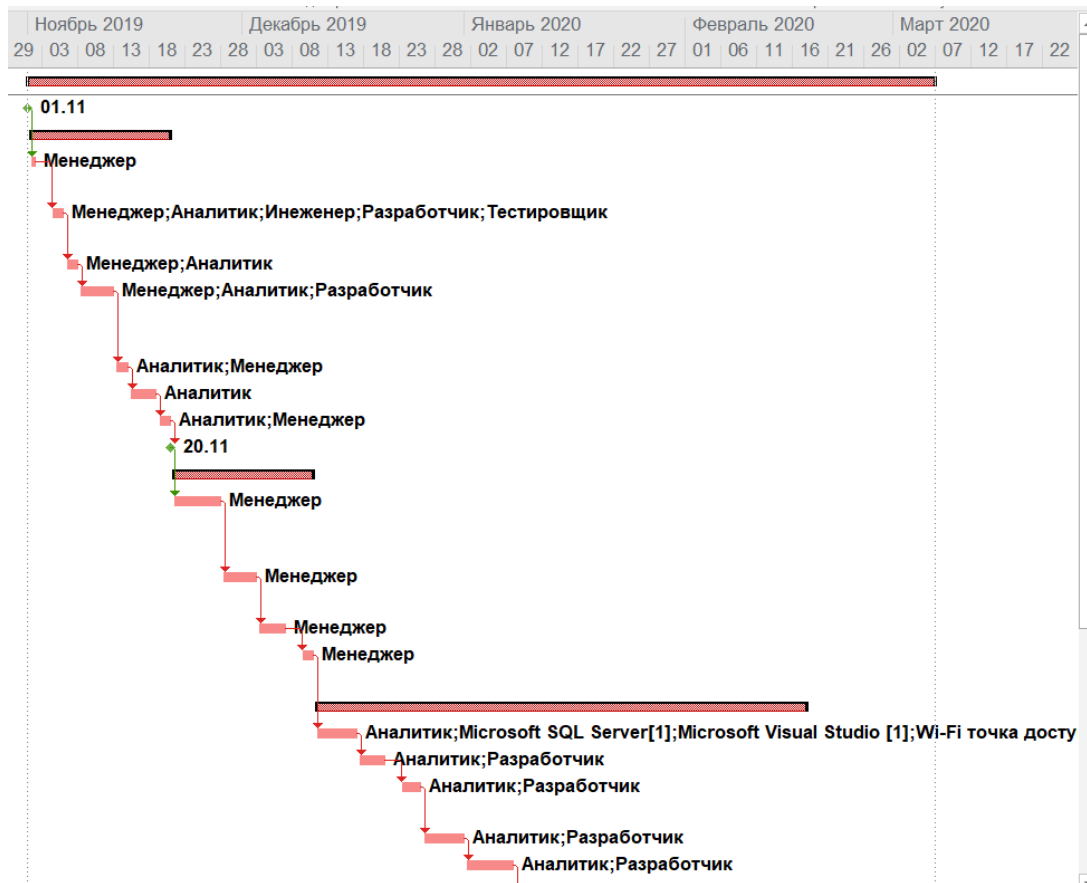 Ноябрь 2019 Декабрь 2019 Январь 2020 Февраль 2020 Март 2020
29 03 08 13 18 23 28 03 08 13 18 23 28 02 07 12 17 22 27 01 06 11 16 21 26 02 07 12 17 22
01.11
Менеджер
Менеджер;Аналитик;Инеженер;Разработчик;Тестировщик
Менеджер;Аналитик
Менеджер;Аналитик;Разработчик
Аналитик;Менеджер
Аналитик
Аналитик;Менеджер
20.11
Менеджер
Менеджер
Менеджер
Менеджер
Аналитик;Microsoft SQL Server[1];Microsoft Visual Studio [1];Wi-Fi точка досту
Аналитик;Разработчик
Аналитик;Разработчик
Аналитик;Разработчик
Аналитик;Разработчик